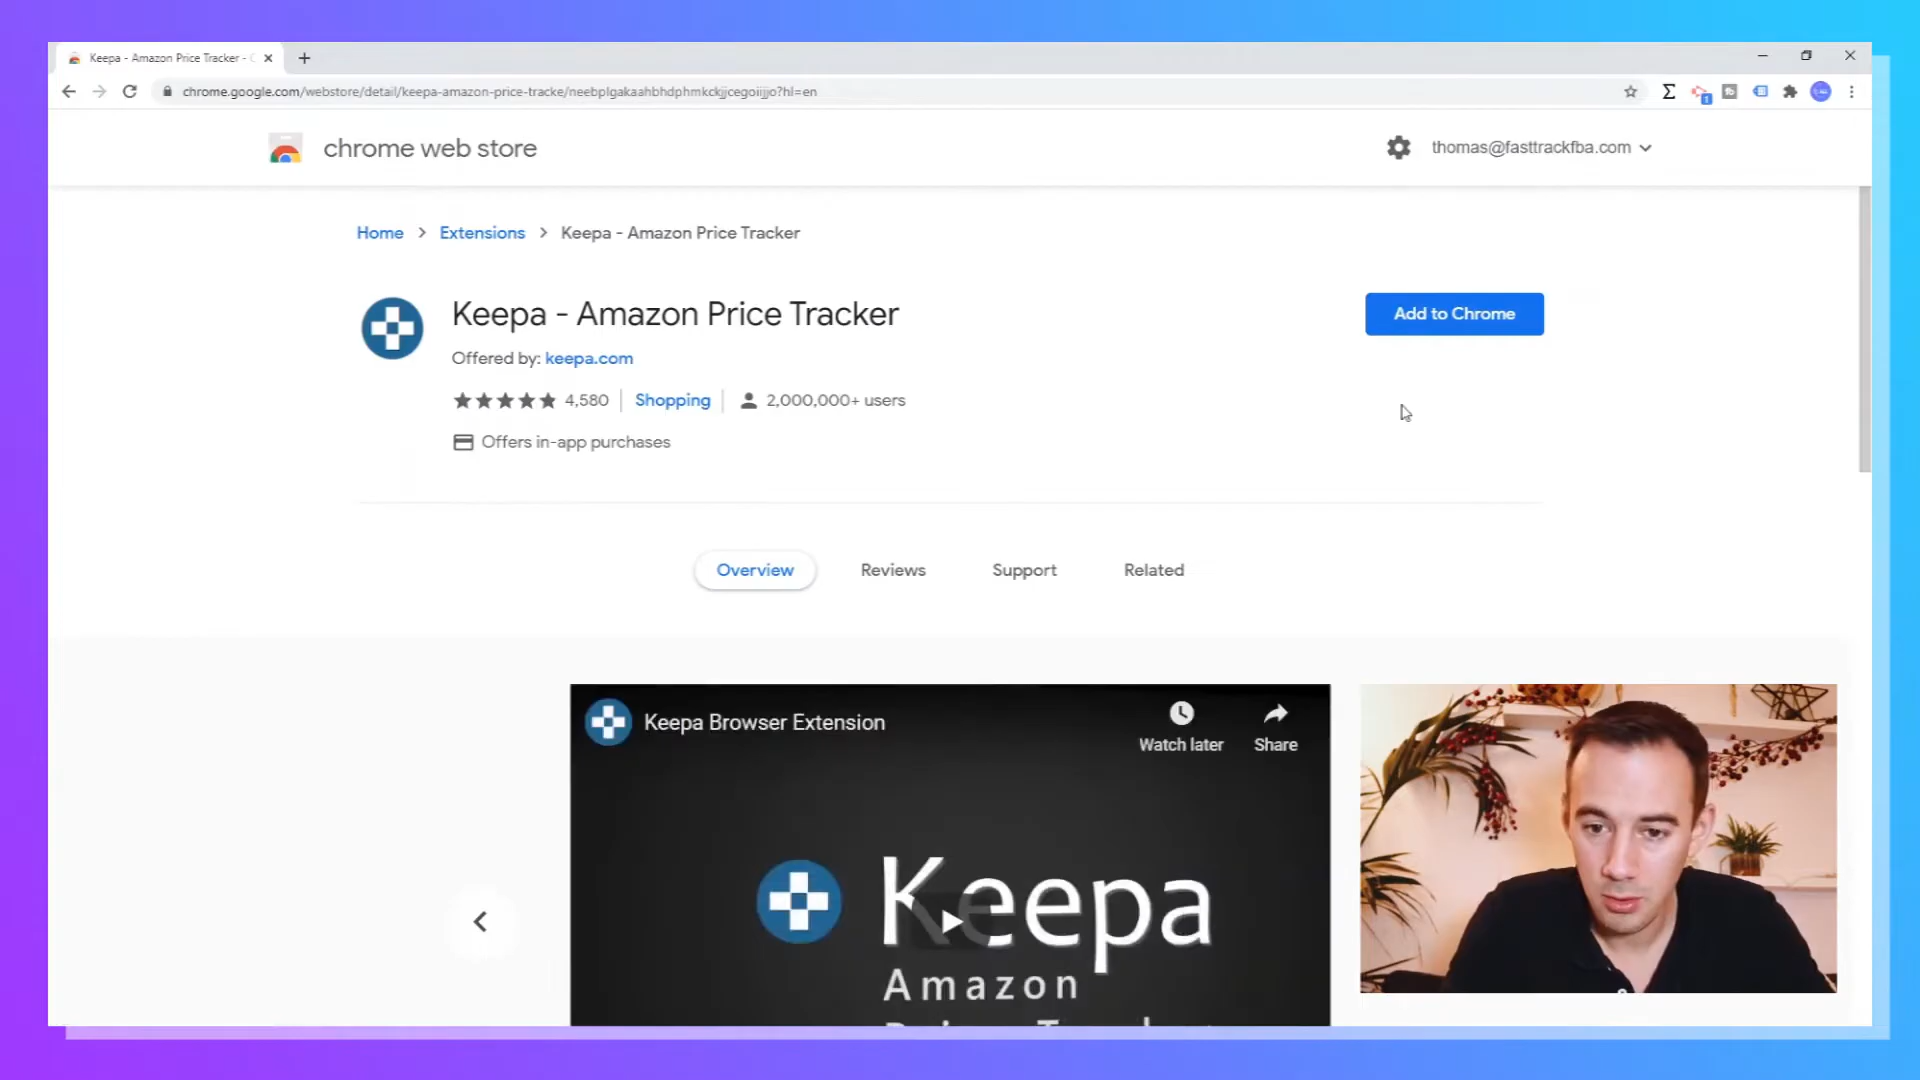 Keepa - Amazon Price Tracker -
chrome.google.com/webstore/detail/keepa-amazon-price-tracke/neebplgakaahbhdphmkckjjcegoiijjo?hl=en
chrome web store
thomas@fasttrackfba.com
Home > Extensions > Keepa - Amazon Price Tracker
Keepa - Amazon Price Tracker
Add to Chrome
Offered by: keepa.com
4,580
Shopping
2,000,000+ users
Offers in-app purchases
Overview
Reviews
Support
Related
Keepa Browser Extension
Watch later
Share
Keepa
Amazon